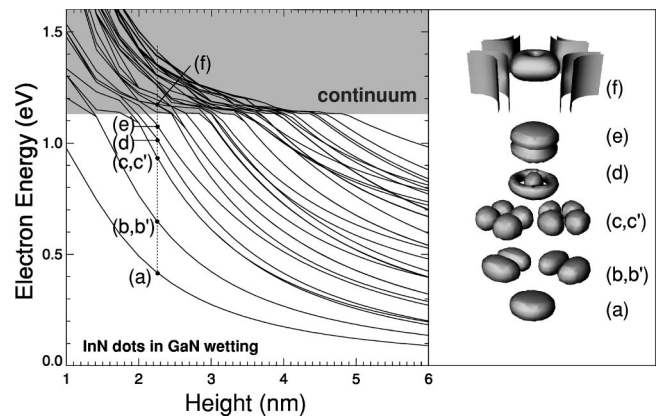 1.6
1.0
0.5
0.0
Electron Energy (eV)
continuum
(f)
(e)
(d)
(c,c')
(b,b')
(a)
InN dots in GaN wetting
1 2 3 4 5 6
Height (nm)
(f)
(e)
(d)
(c,c')
(b,b')
(a)